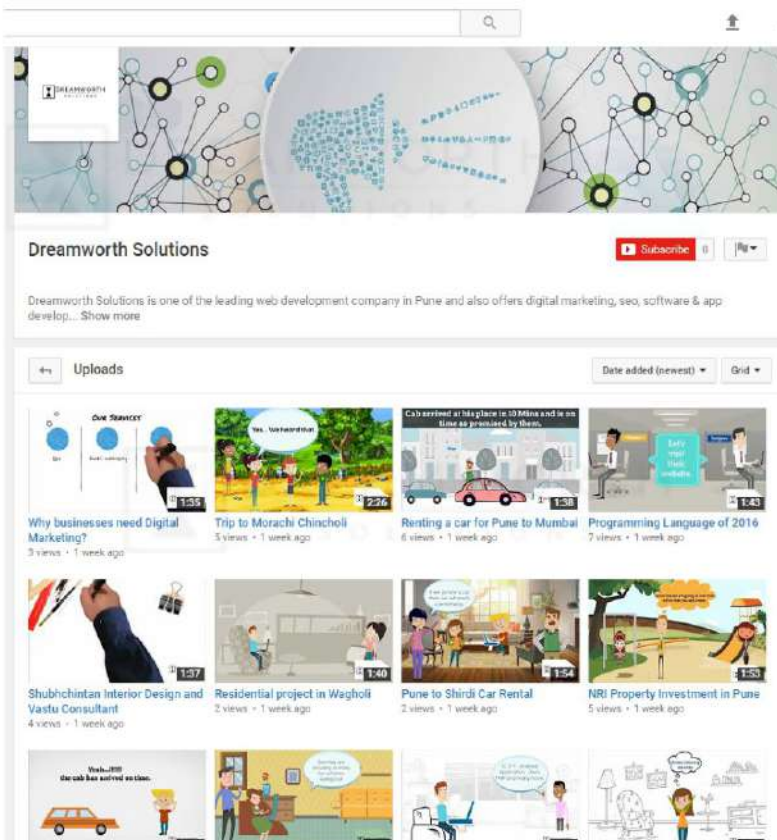 DREAMWORTH
SOLUTIONS
Dreamworth Solutions
Subscribe 0
Dreamworth Solutions is one of the leading web development company in Pune and also offers digital marketing, seo, software & app
develop... Show more
Uploads
Date added (newest)
Grid
OUR SERVICES
1:35
Yes.. We heard that
2:26
Cab arrived at his place in 10 Mins and is on
time as promised by them.
1:38
Let's
visit
their
website
1:43
Why businesses need Digital
Marketing?
3 views • 1 week ago
Trip to Morachi Chincholi
5 views • 1 week ago
Renting a car for Pune to Mumbai
6 views • 1 week ago
Programming Language of 2016
7 views • 1 week ago
1:37
1:40
1:54
1:53
Shubhchintan Interior Design and
Vastu Consultant
4 views • 1 week ago
Residential project in Wagholi
2 views • 1 week ago
Pune to Shirdi Car Rental
2 views • 1 week ago
NRI Property Investment in Pune
5 views • 1 week ago
Yeah..!!!!
the cab has arrived on time.